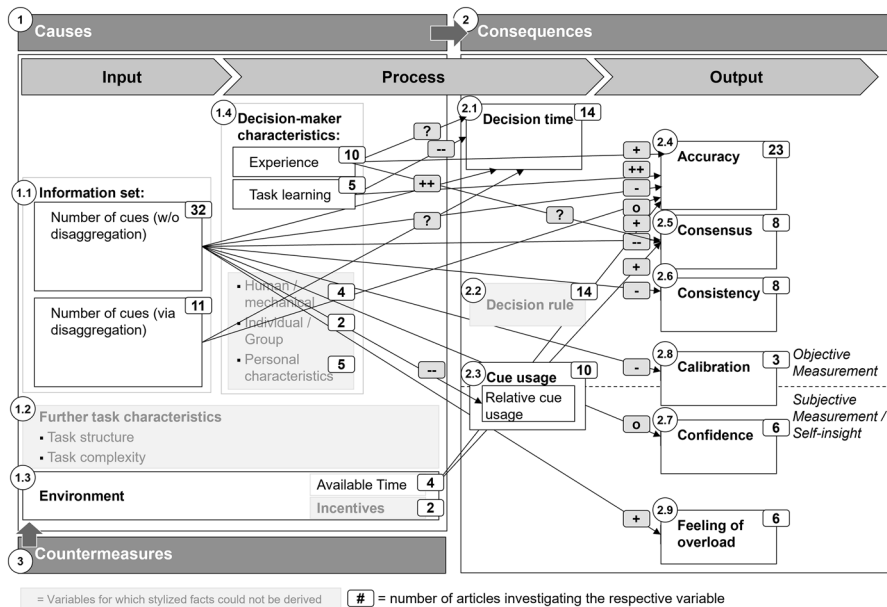 1
Causes
2
Consequences
Input
Process
Output
1.4
Decision-maker
characteristics:
Experience
10
Task learning
5
2.1
Decision time
14
?
--
++
?
?
1.1
Information set:
Number of cues (w/o
disaggregation)
32
Number of cues (via
disaggregation)
11
▪ Human /
mechanical
4
▪ Individual /
Group
2
▪ Personal
characteristics
5
+
++
-
o
+
--
+
-
2.4
Accuracy
23
2.5
Consensus
8
2.6
Consistency
8
2.2
Decision rule
14
2.3
Cue usage
10
Relative cue
usage
--
-
2.8
Calibration
3
Objective
Measurement
Subjective
Measurement /
Self-insight
o
2.7
Confidence
6
+
2.9
Feeling of
overload
6
1.2
Further task characteristics
▪ Task structure
▪ Task complexity
1.3
Environment
Available Time
4
Incentives
2
3
Countermeasures
= Variables for which stylized facts could not be derived
# = number of articles investigating the respective variable